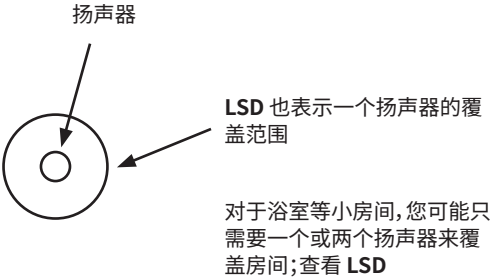 扬声器
LSD 也表示一个扬声器的覆
盖范围
对于浴室等小房间，您可能只
需要一个或两个扬声器来覆
盖房间；查看 LSD